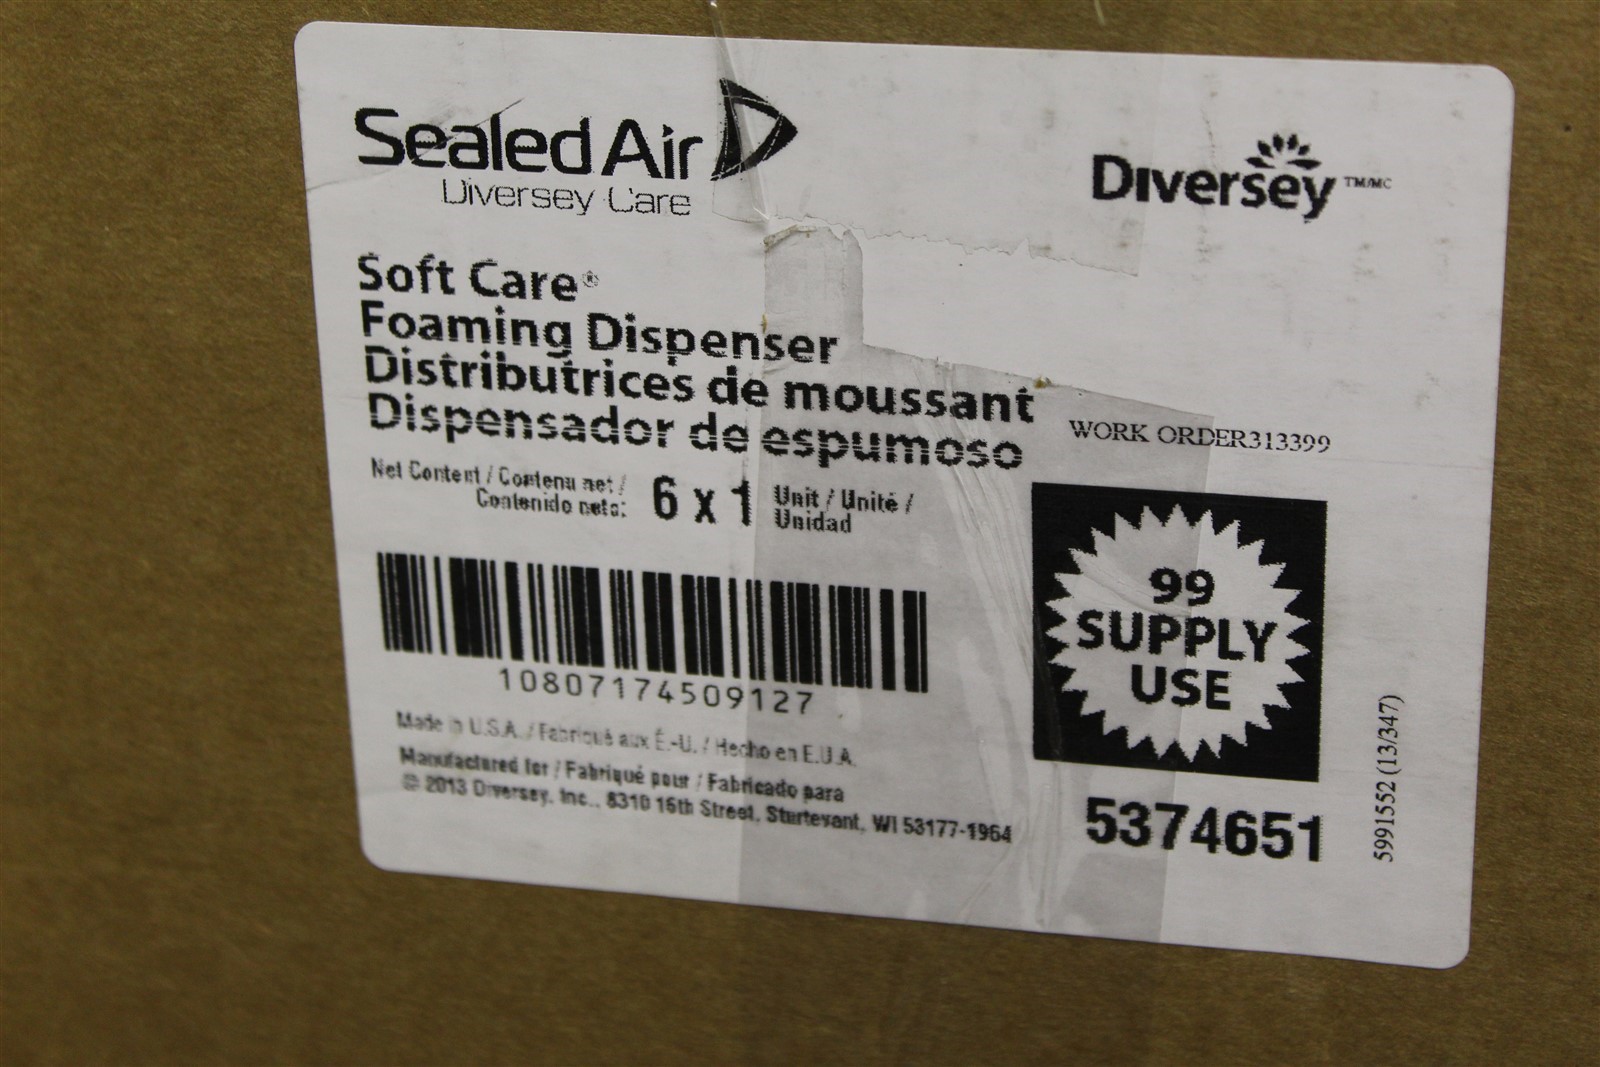 Sealed Air
Diversey Care
Diversey TM/MC
Soft Care®
Foaming Dispenser
Distributrices de moussant
Dispensador de espumoso
WORK ORDER313399
Net Content / Contenu net /
Contenido neto:
6 x 1
Unit / Unité /
Unidad
99
SUPPLY
USE
10807174509127
Made in U.S.A. / Fabriqué aux É.-U. / Hecho en E.U.A.
Manufactured for / Fabriqué pour / Fabricado para
© 2013 Diversey, Inc., 8310 16th Street, Sturtevant, WI 53177-1964
5374651
5991552 (13/347)